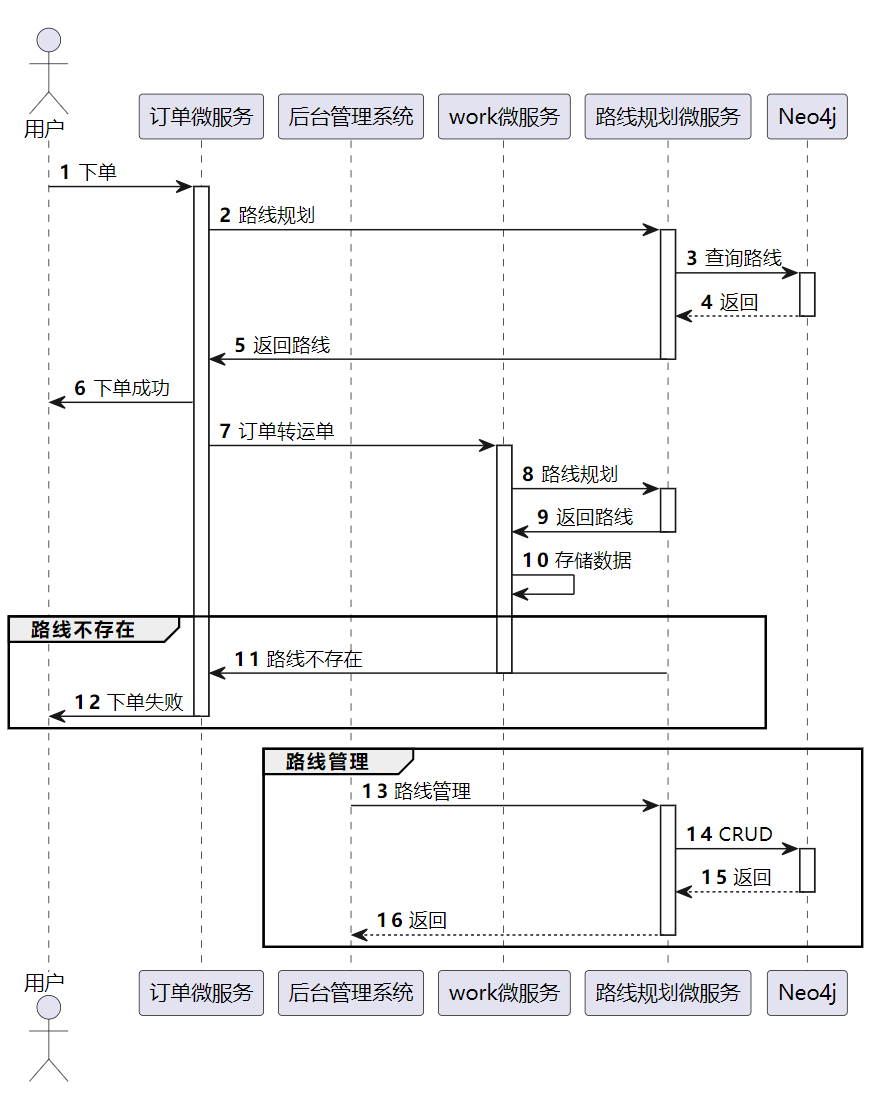 用户
订单微服务
后台管理系统
work微服务
路线规划微服务
Neo4j
1 下单
2 路线规划
3 查询路线
4 返回
5 返回路线
6 下单成功
7 订单转运单
8 路线规划
9 返回路线
10 存储数据
路线不存在
11 路线不存在
12 下单失败
路线管理
13 路线管理
14 CRUD
15 返回
16 返回
用户
订单微服务
后台管理系统
work微服务
路线规划微服务
Neo4j